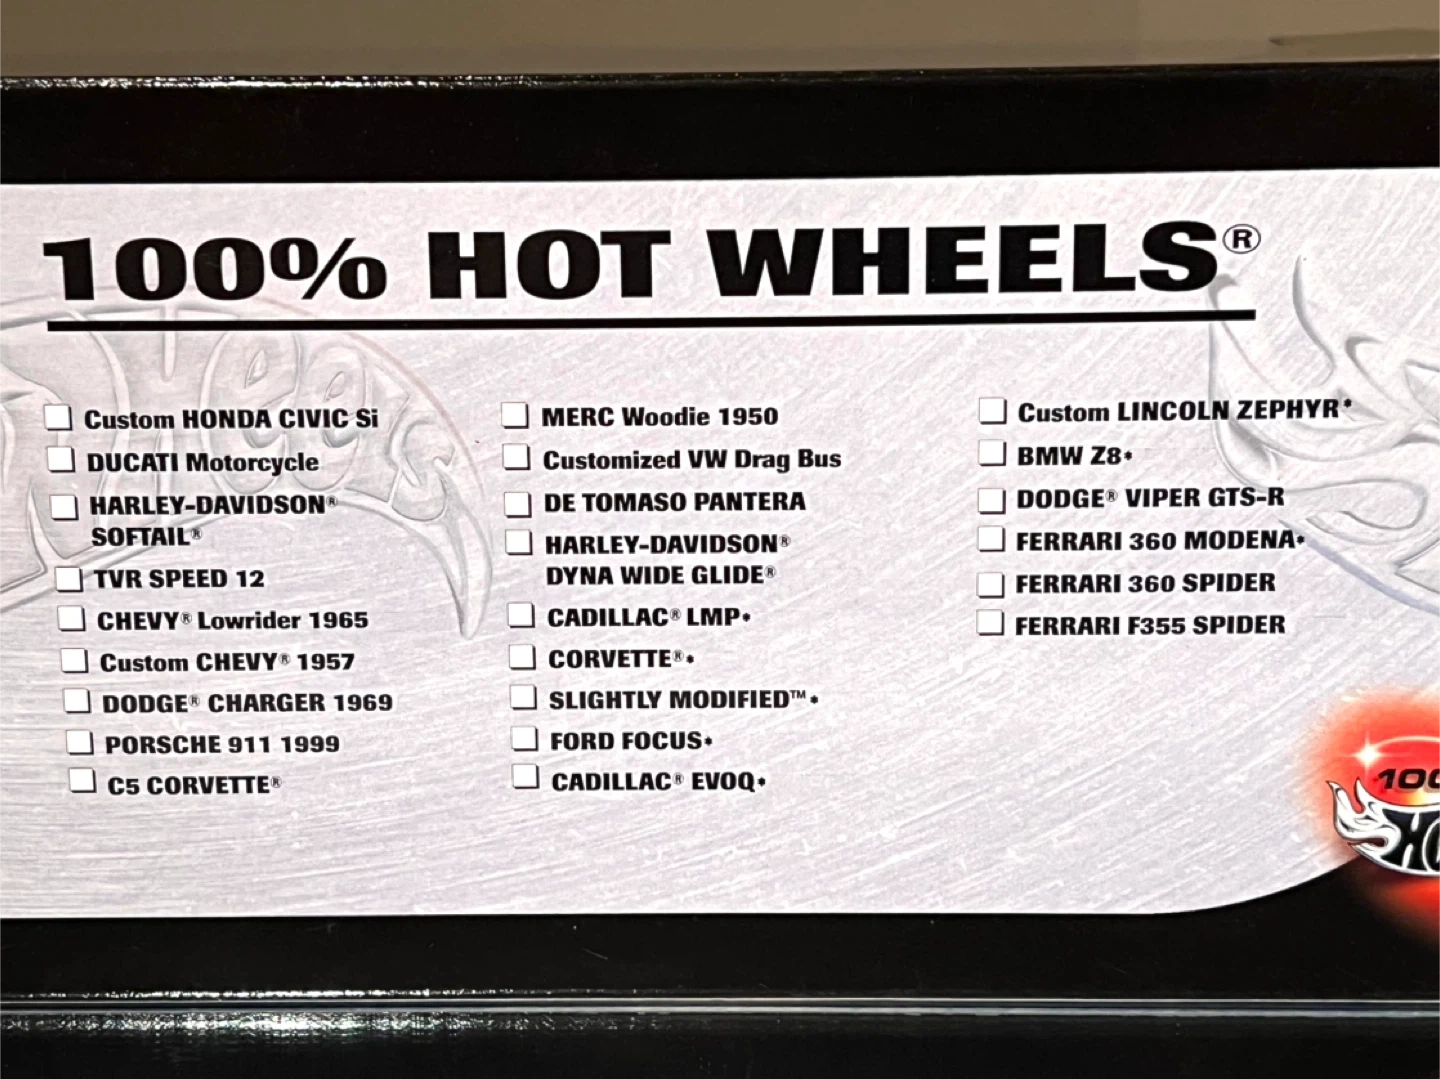 100% HOT WHEELS®
Custom HONDA CIVIC Si
DUCATI Motorcycle
HARLEY-DAVIDSON®
SOFTAIL®
TVR SPEED 12
CHEVY® Lowrider 1965
Custom CHEVY® 1957
DODGE® CHARGER 1969
PORSCHE 911 1999
C5 CORVETTE®
MERC Woodie 1950
Customized VW Drag Bus
DE TOMASO PANTERA
HARLEY-DAVIDSON®
DYNA WIDE GLIDE®
CADILLAC® LMP*
CORVETTE®*
SLIGHTLY MODIFIED™*
FORD FOCUS*
CADILLAC® EVOQ*
Custom LINCOLN ZEPHYR*
BMW Z8*
DODGE® VIPER GTS-R
FERRARI 360 MODENA*
FERRARI 360 SPIDER
FERRARI F355 SPIDER